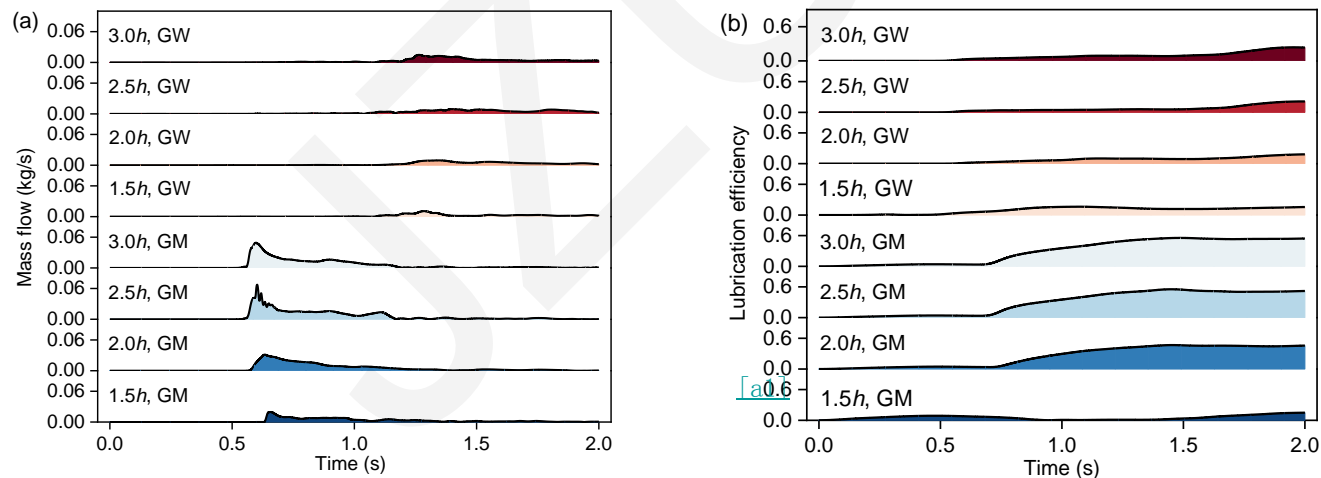 (a)
Mass flow (kg/s)
0.06
3.0h, GW
0.00
0.06
2.5h, GW
0.00
0.06
2.0h, GW
0.00
0.06
1.5h, GW
0.00
0.06
3.0h, GM
0.00
0.06
2.5h, GM
0.00
0.06
2.0h, GM
0.00
0.06
1.5h, GM
0.00
0.0 0.5 1.0 1.5 2.0
Time (s)
(b)
Lubrication efficiency
0.6
3.0h, GW
0.0
0.6
2.5h, GW
0.0
0.6
2.0h, GW
0.0
0.6
1.5h, GW
0.0
0.6
3.0h, GM
0.0
0.6
2.5h, GM
0.0
0.6
2.0h, GM
0.0
[a1]
0.6
1.5h, GM
0.0
0.0 0.5 1.0 1.5 2.0
Time (s)